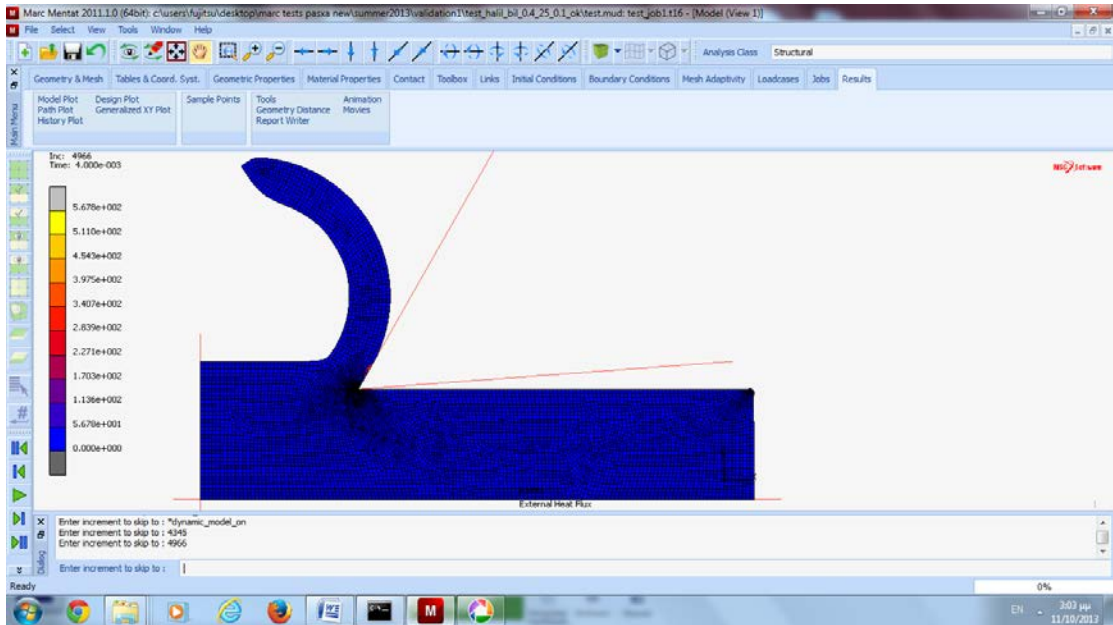 Marc Mentat 2011.1.0 (64bit): c:\users\fujitsu\desktop\marc tests pasxa new\summer2013\validation1\test_halil_bil_0.4_25_0.1_ok\test.mud: test_job1.t16 - [Model (View 1)]
File Select View Tools Window Help
Analysis Class Structural
Geometry & Mesh Tables & Coord. Syst. Geometric Properties Material Properties Contact Toolbox Links Initial Conditions Boundary Conditions Mesh Adaptivity Loadcases Jobs Results
Main Menu
Model Plot Design Plot Sample Points Tools Animation
Path Plot Generalized XY Plot Geometry Distance Movies
History Plot Report Writer
Inc: 4966
Time: 4.000e-003
MSC Software
5.678e+002
5.110e+002
4.543e+002
3.975e+002
3.407e+002
2.839e+002
2.271e+002
1.703e+002
1.136e+002
5.678e+001
0.000e+000
External Heat Flux
1
Dialog
Enter increment to skip to : *dynamic_model_on
Enter increment to skip to : 4345
Enter increment to skip to : 4966
Enter increment to skip to :
Ready 0%
EN 3:03 μμ
11/10/2013